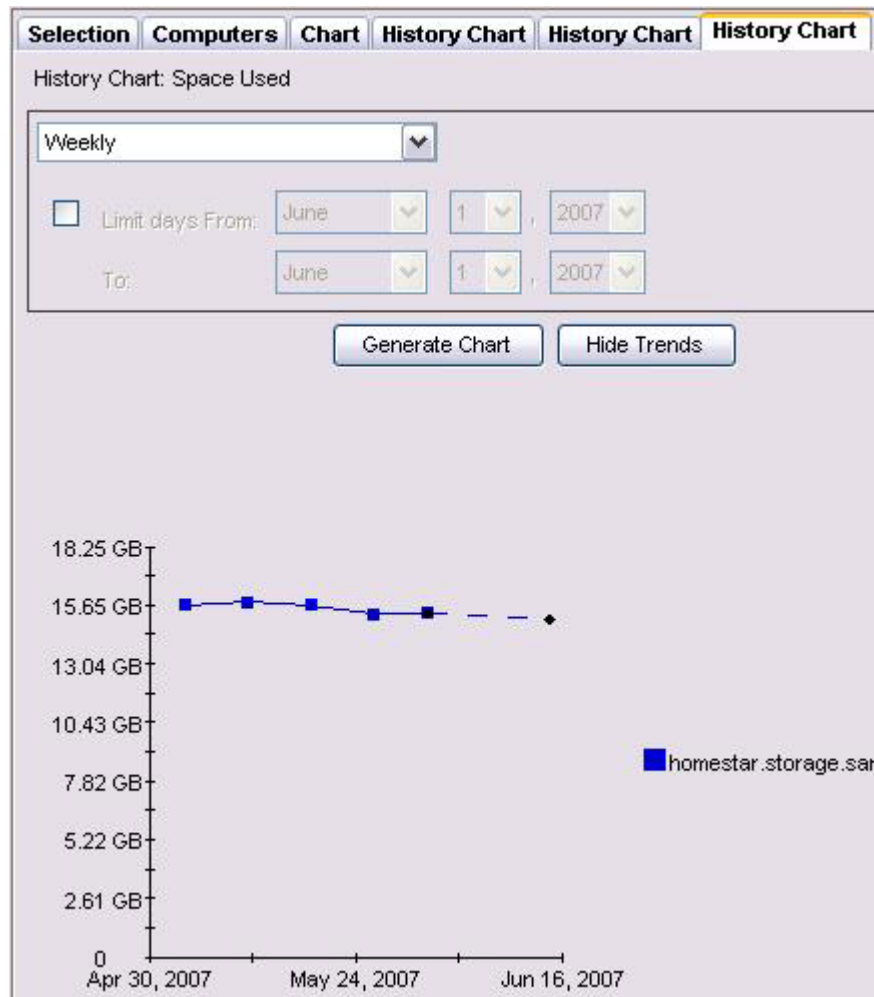 Selection Computers Chart History Chart History Chart History Chart
History Chart: Space Used
Weekly
Limit days From: June 1 , 2007
To: June 1 , 2007
Generate Chart Hide Trends
18.25 GB
15.65 GB
13.04 GB
10.43 GB
homestar.storage.sar
7.82 GB
5.22 GB
2.61 GB
0
Apr 30, 2007 May 24, 2007 Jun 16, 2007